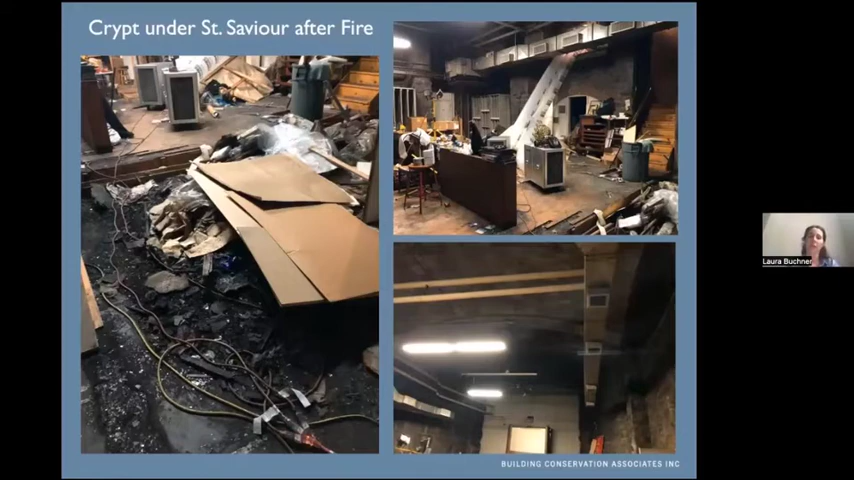 Crypt under St. Saviour after Fire
Laura Buchner
BUILDING CONSERVATION ASSOCIATES INC